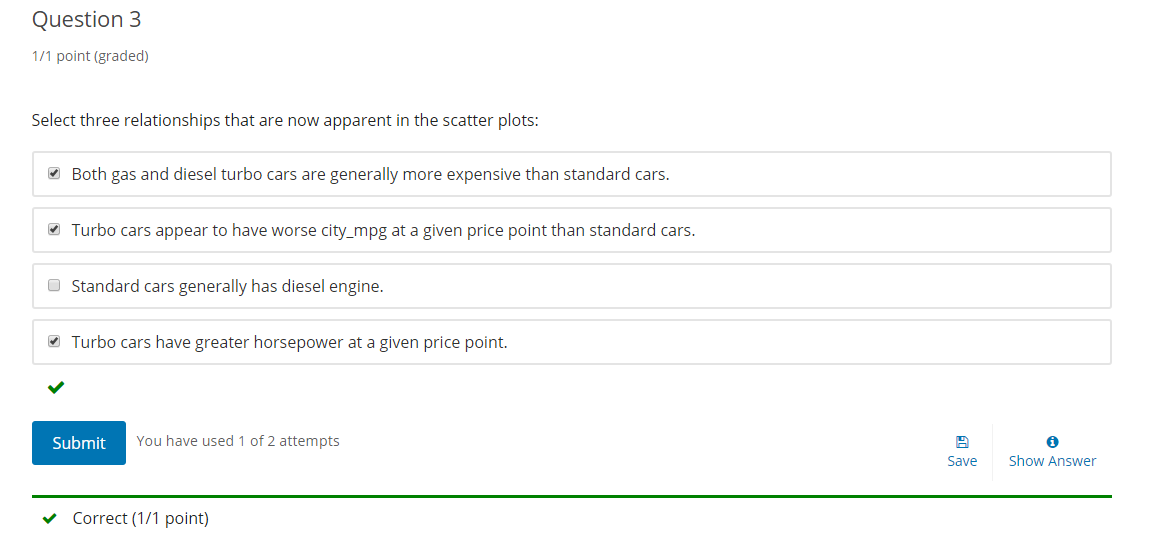 Question 3
1/1 point (graded)
Select three relationships that are now apparent in the scatter plots:
Both gas and diesel turbo cars are generally more expensive than standard cars.
Turbo cars appear to have worse city_mpg at a given price point than standard cars.
Standard cars generally has diesel engine.
Turbo cars have greater horsepower at a given price point.
Submit
You have used 1 of 2 attempts
Save
Show Answer
Correct (1/1 point)